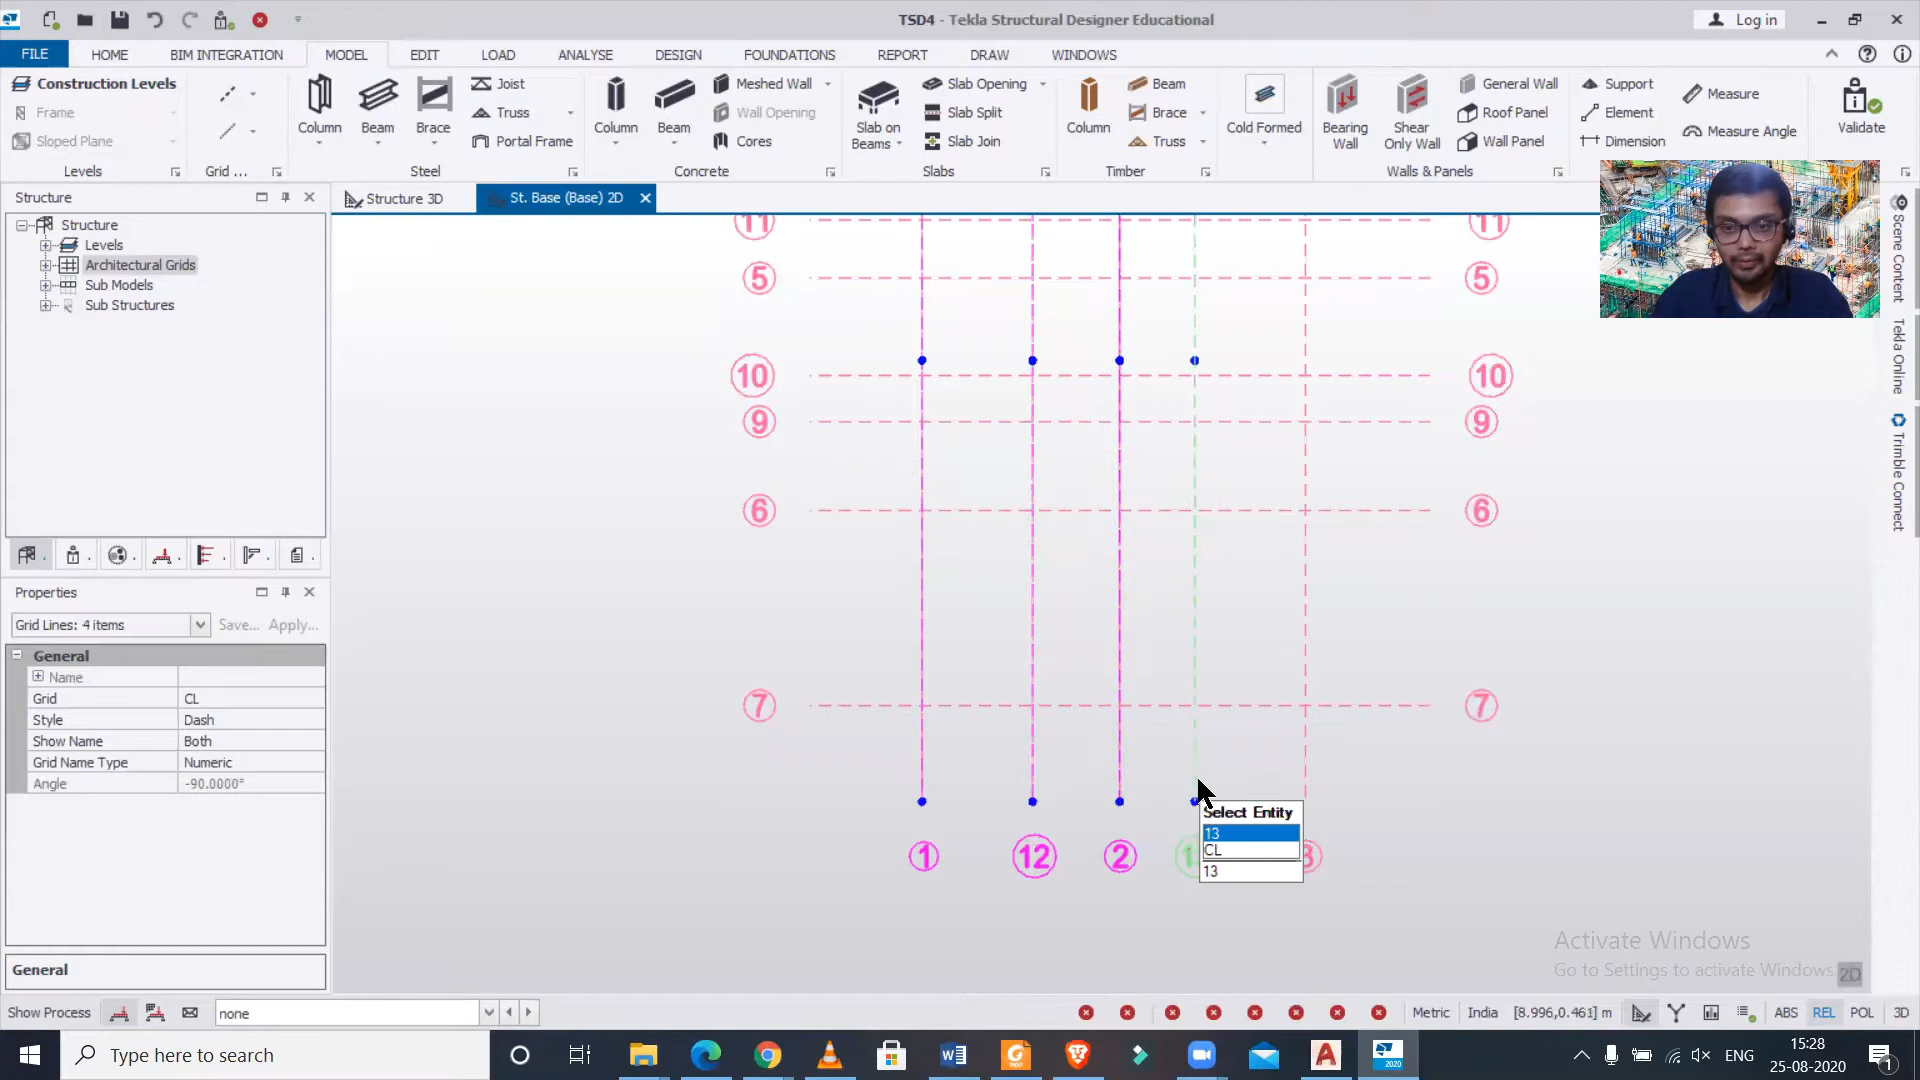 TSD4 - Tekla Structural Designer Educational
Log in
FILE HOME BIM INTEGRATION MODEL EDIT LOAD ANALYSE DESIGN FOUNDATIONS REPORT DRAW WINDOWS
Construction Levels
Frame
Sloped Plane
Levels
Grid ...
Column
Beam
Brace
Joist
Truss
Portal Frame
Steel
Column
Beam
Meshed Wall
Wall Opening
Cores
Concrete
Slab on
Beams
Slab Opening
Slab Split
Slab Join
Slabs
Column
Beam
Brace
Truss
Timber
Cold Formed
Bearing
Wall
Shear
Only Wall
General Wall
Roof Panel
Wall Panel
Walls & Panels
Support
Element
Dimension
Measure
Measure Angle
Validate
Structure
Structure
Levels
Architectural Grids
Sub Models
Sub Structures
Structure 3D
St. Base (Base) 2D
11 11
5 5
10 10
9 9
6 6
7 7
1 12 2
Select Entity
13
CL
13
Scene Content
Tekla Online
Trimble Connect
Properties
Grid Lines: 4 items
Save... Apply...
General
Name
Grid CL
Style Dash
Show Name Both
Grid Name Type Numeric
Angle -90.0000°
General
Activate Windows
Go to Settings to activate Windows.
2D
Show Process
none
Metric India [8.996,0.461] m
ABS REL POL 3D
Type here to search
2020
ENG
15:28
25-08-2020
1